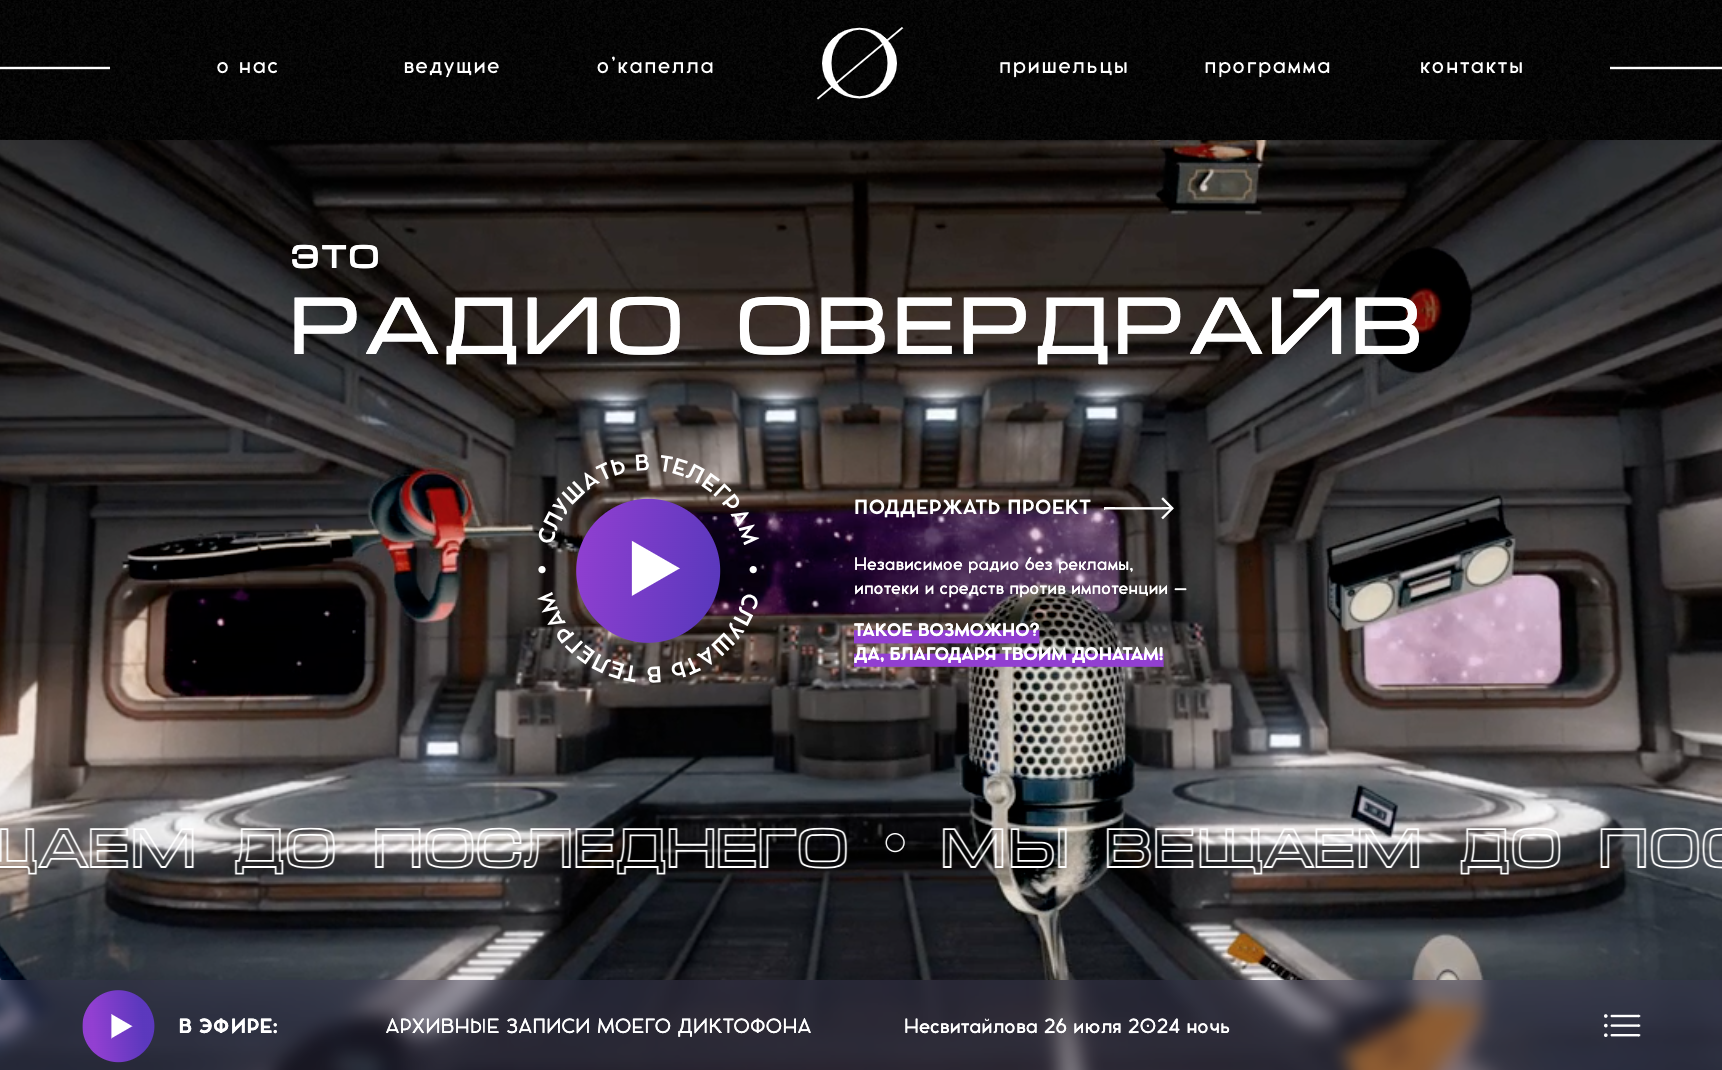 о нас
ведущие
о'капелла
Ø
пришельцы
программа
контакты
ЭТО
РАДИО ОВЕРДРАЙВ
СЛУШАТЬ В ТЕЛЕГРАМ • СЛУШАТЬ В ТЕЛЕГРАМ •
ПОДДЕРЖАТЬ ПРОЕКТ
Независимое радио без рекламы,
ипотеки и средств против импотенции —
ТАКОЕ ВОЗМОЖНО?
ДА, БЛАГОДАРЯ ТВОИМ ДОНАТАМ!
ЩАЕМ ДО ПОСЛЕДНЕГО • МЫ ВЕЩАЕМ ДО ПОС
В ЭФИРЕ:
АРХИВНЫЕ ЗАПИСИ МОЕГО ДИКТОФОНА
Несвитайлова 26 июля 2024 ночь